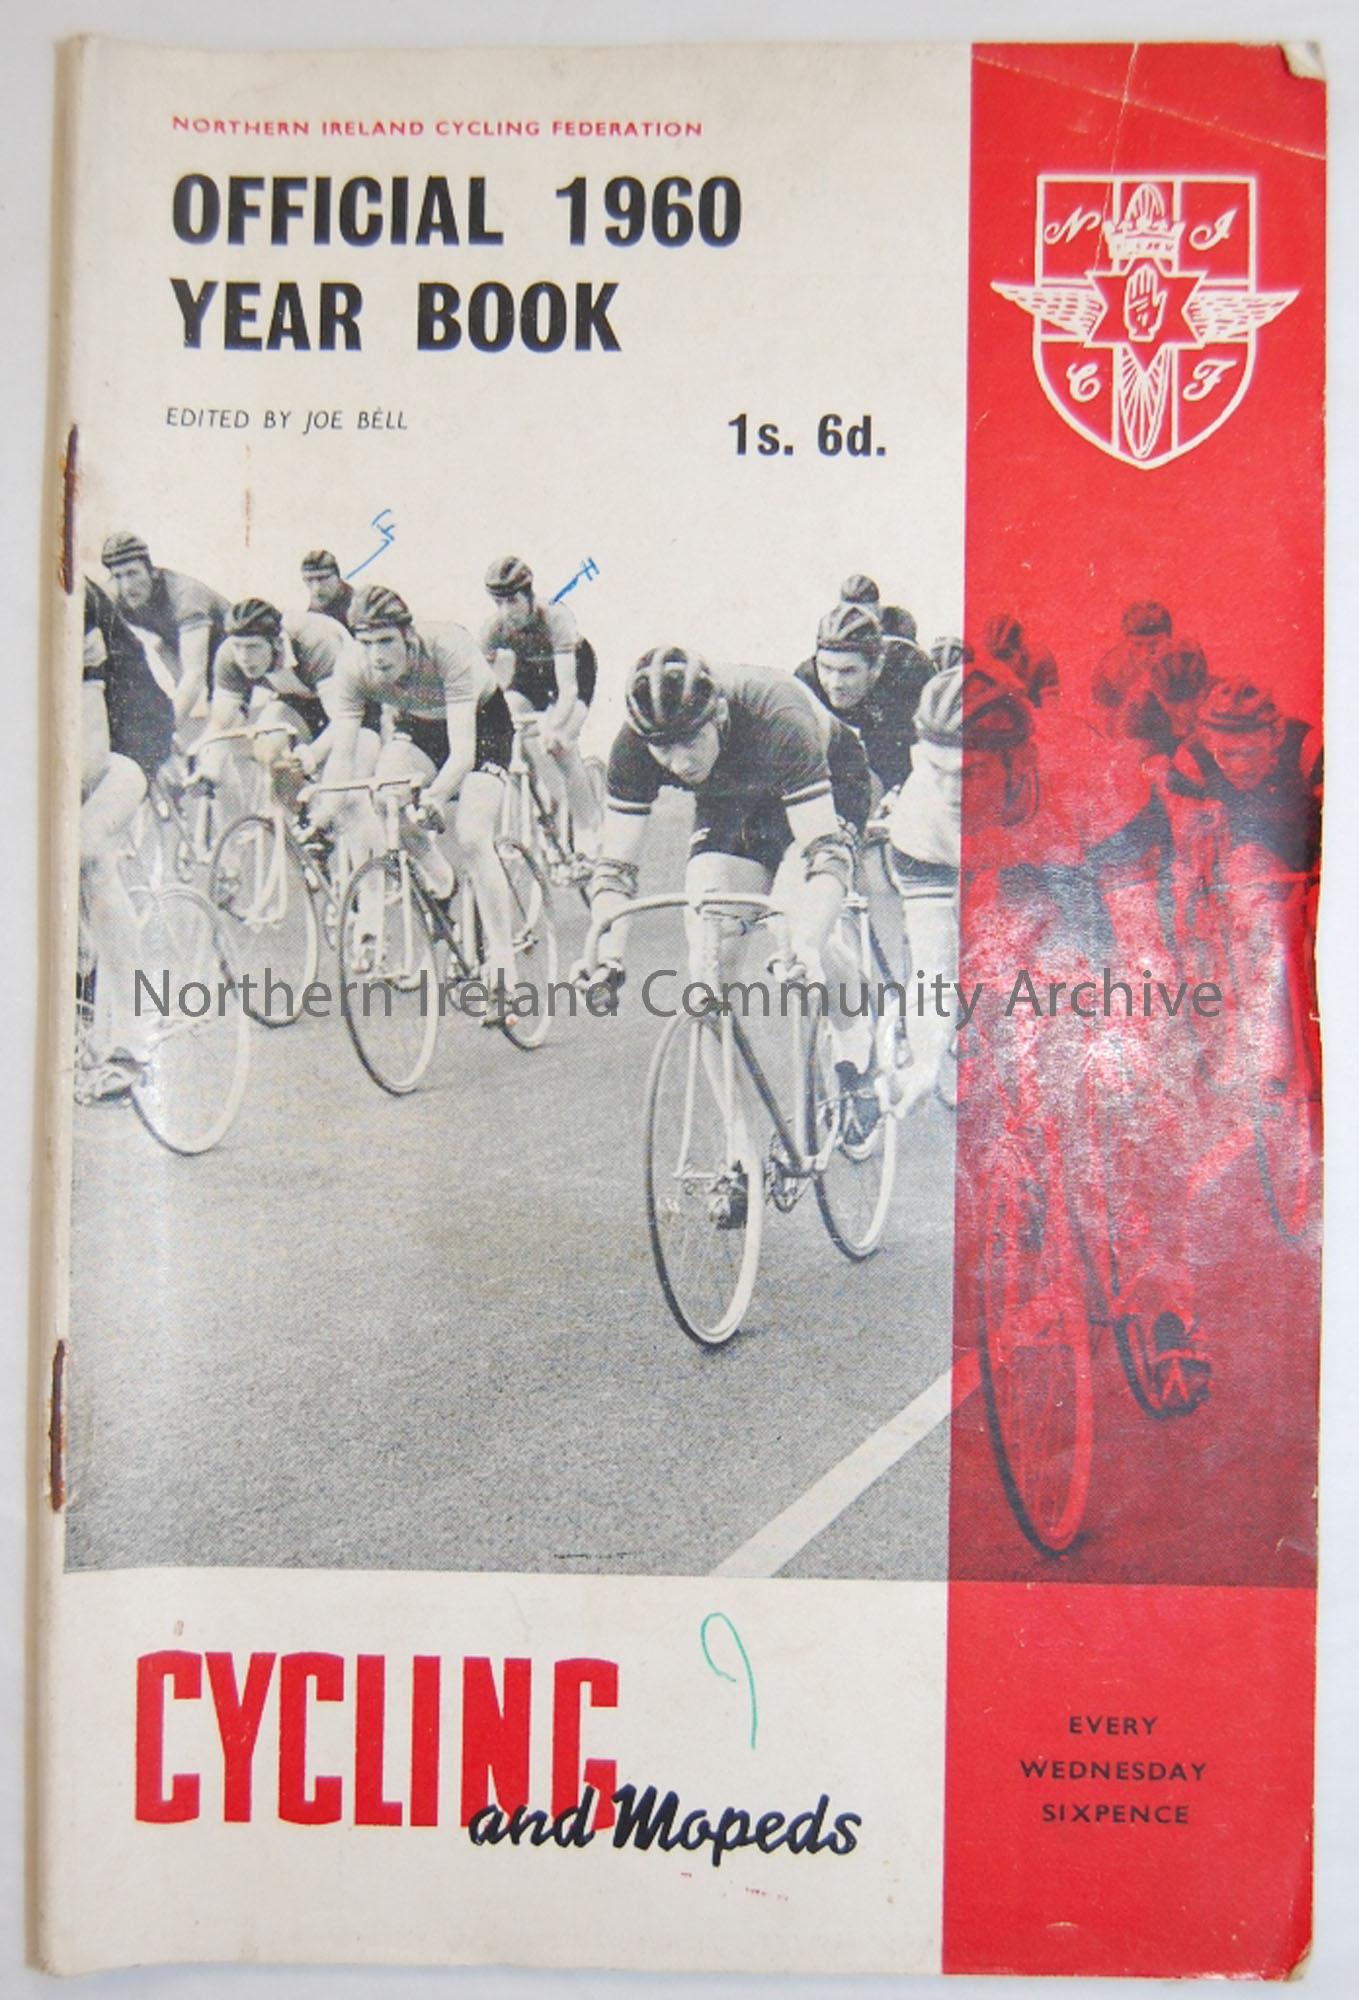 NORTHERN IRELAND CYCLING FEDERATION
OFFICIAL 1960
YEAR BOOK
EDITED BY JOE BELL
1s. 6d.
N I
C F
Northern Ireland Community Archive
CYCLING
and Mopeds
EVERY
WEDNESDAY
SIXPENCE